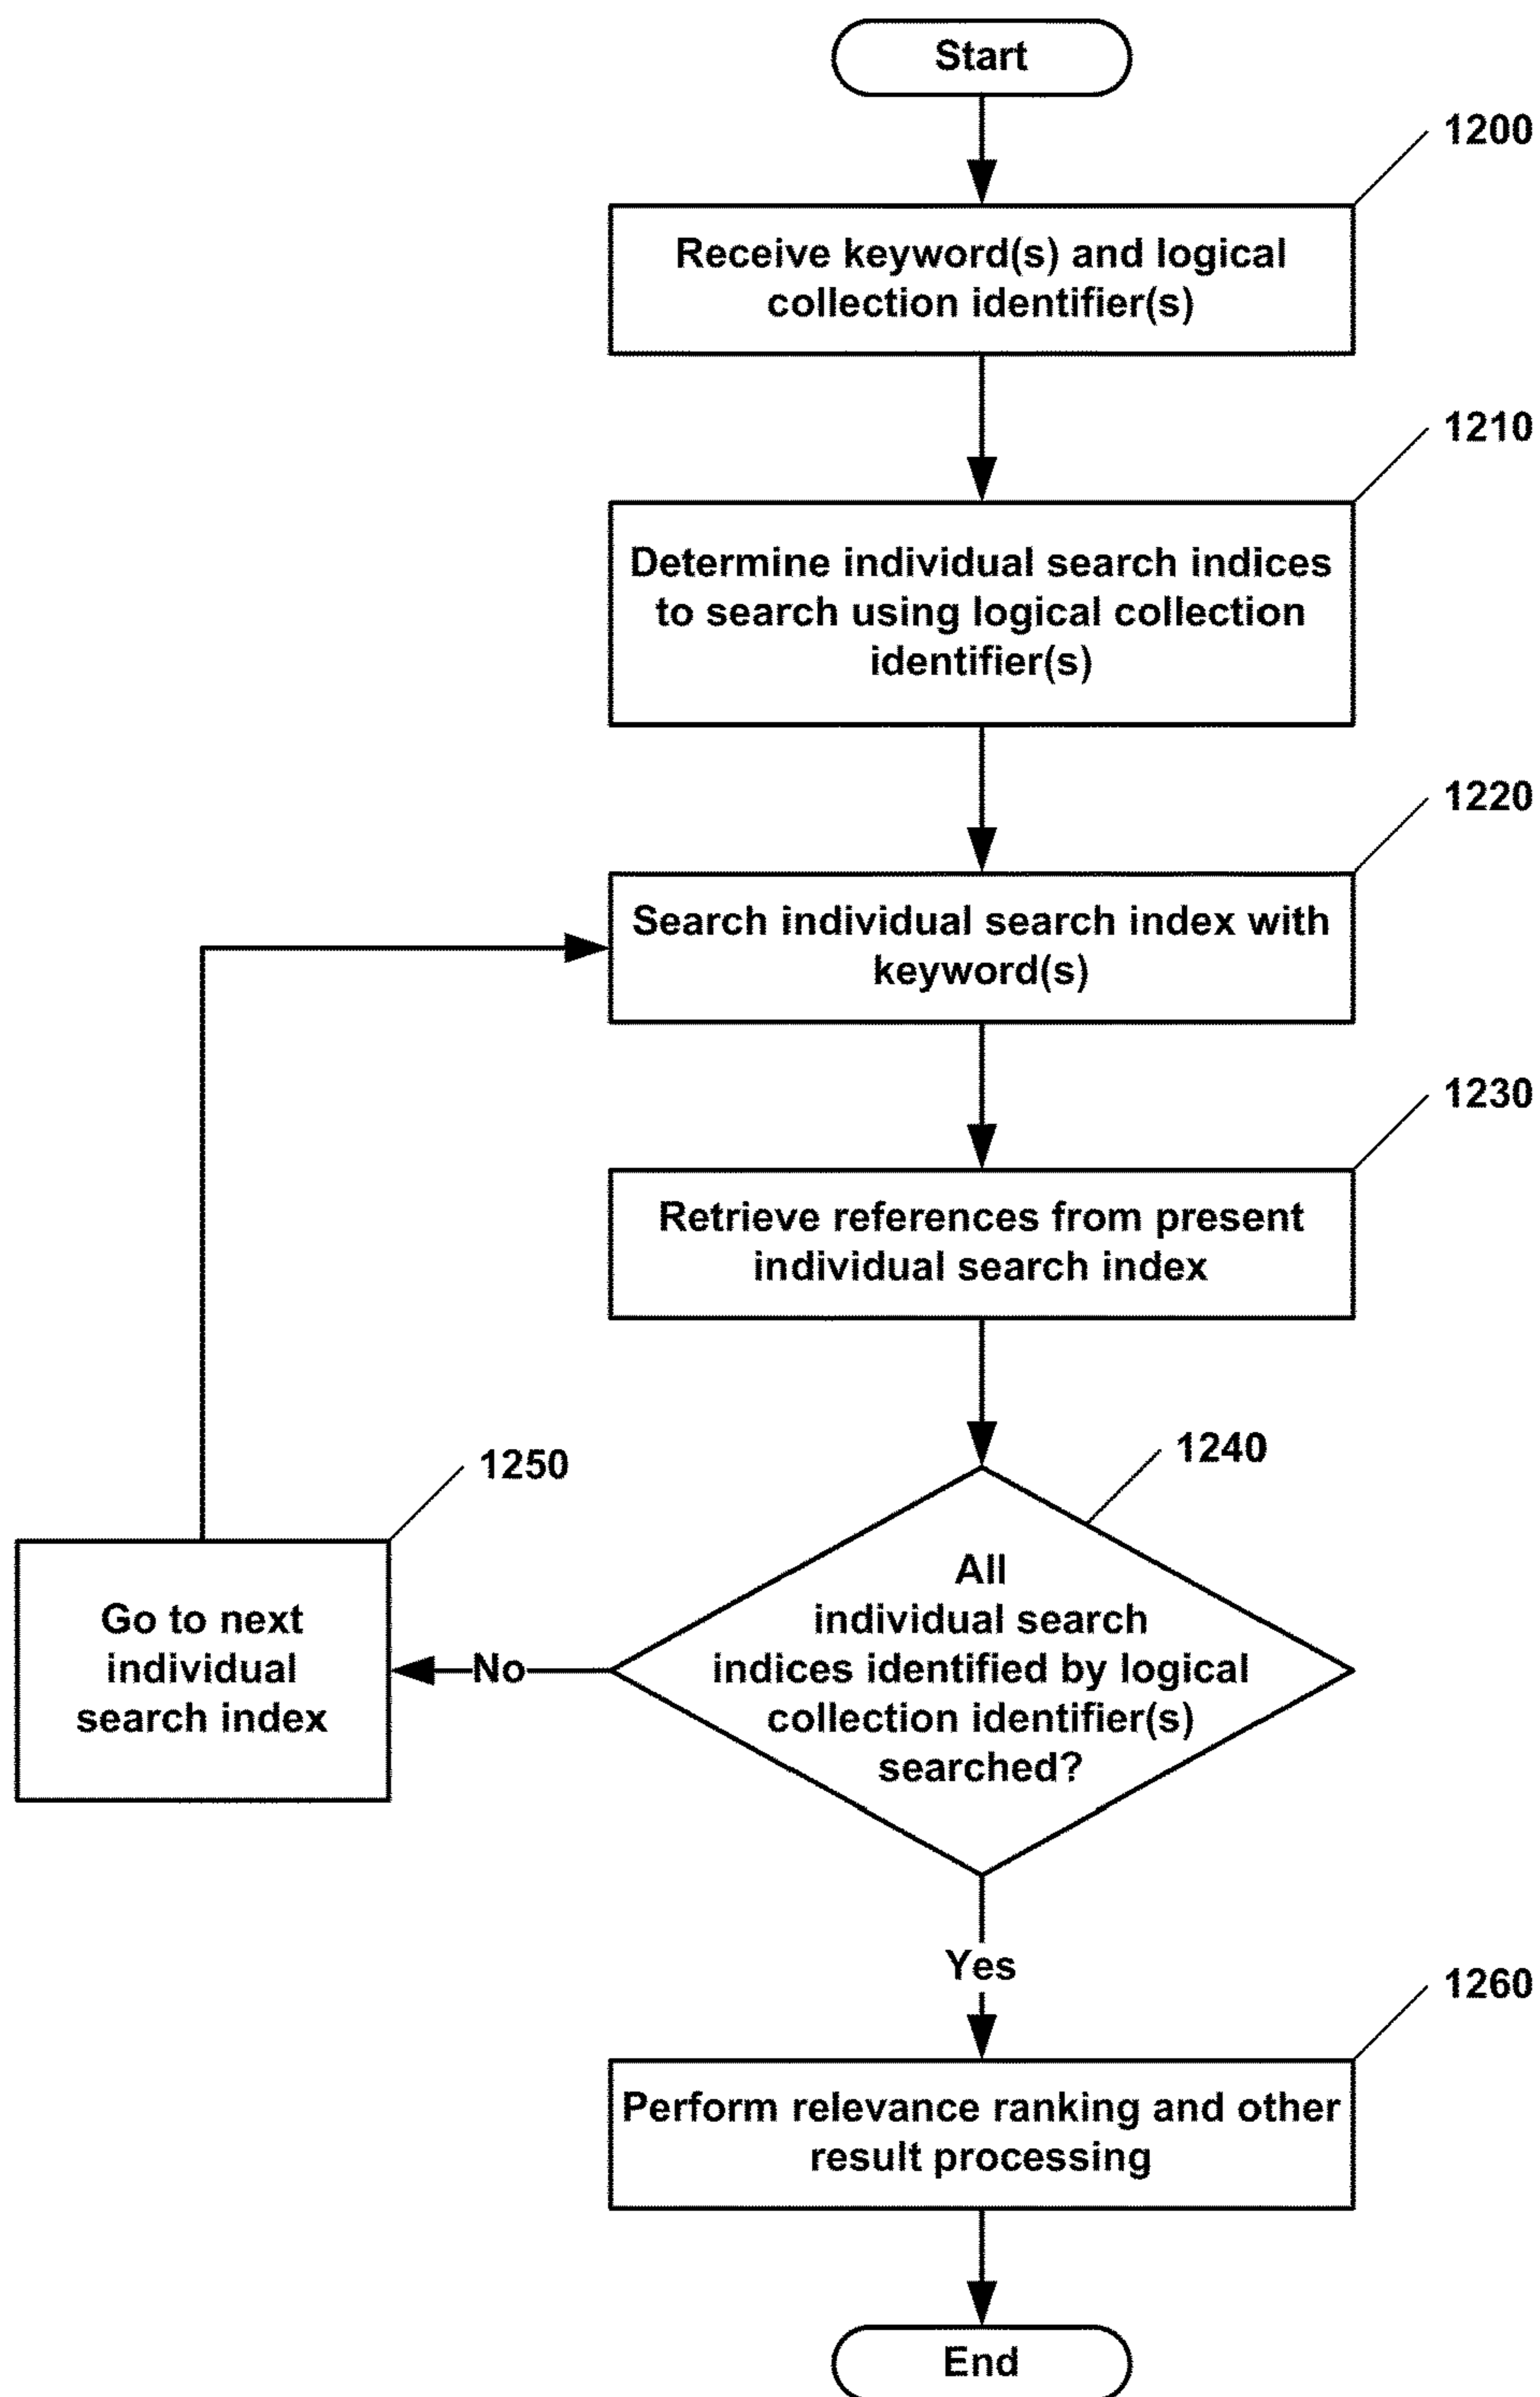 Start
1200
Receive keyword(s) and logical
collection identifier(s)
1210
Determine individual search indices
to search using logical collection
identifier(s)
1220
Search individual search index with
keyword(s)
1230
Retrieve references from present
individual search index
1240
All
individual search
indices identified by logical
collection identifier(s)
searched?
No
1250
Go to next
individual
search index
Yes
1260
Perform relevance ranking and other
result processing
End